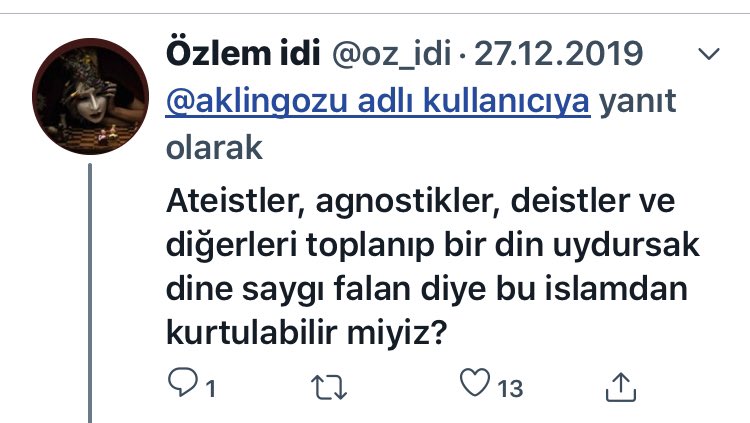 Özlem idi @oz_idi · 27.12.2019
@aklingozu adlı kullanıcıya yanıt
olarak
Ateistler, agnostikler, deistler ve
diğerleri toplanıp bir din uydursak
dine saygı falan diye bu islamdan
kurtulabilir miyiz?
1 13